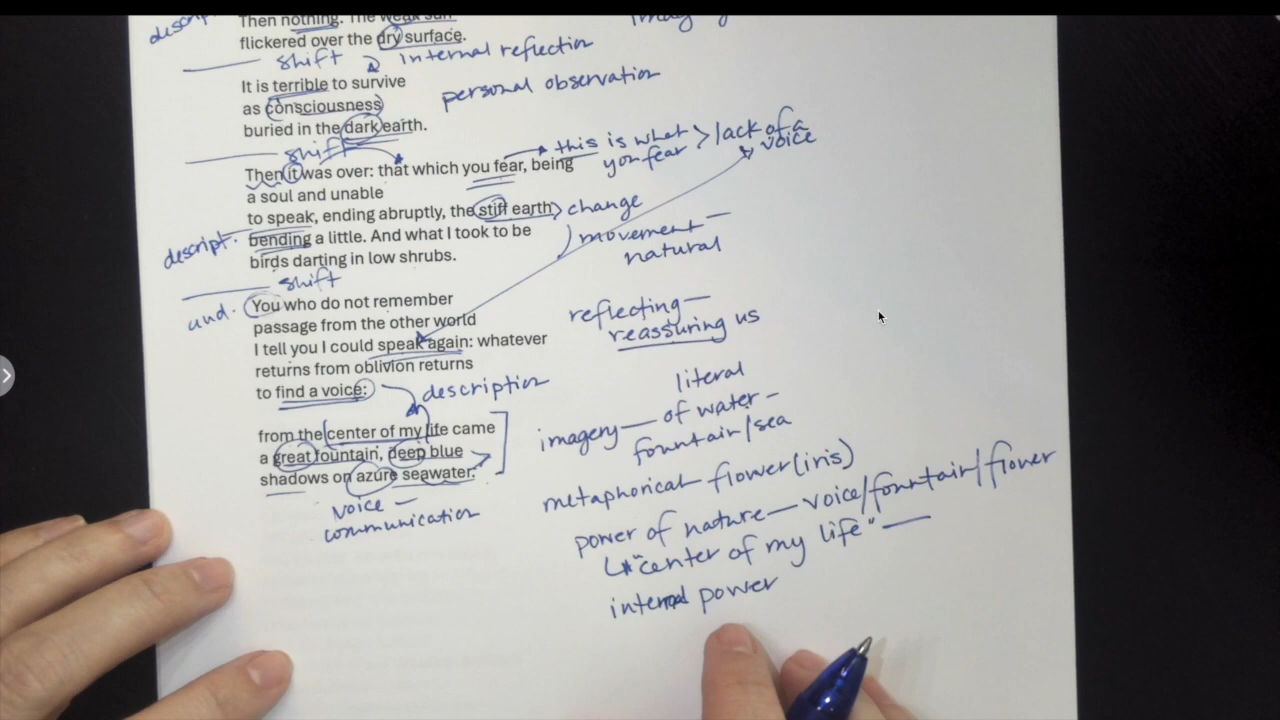 descrip
Then nothing. The weak sun
flickered over the dry surface.
shift internal reflection
It is terrible to survive
as consciousness
buried in the dark earth.
personal observation
shift
this is what you fear > lack of a voice
Then it was over: that which you fear, being
a soul and unable
to speak, ending abruptly, the stiff earth
change
descript.
bending a little. And what I took to be
birds darting in low shrubs.
movement —
natural
shift
aud.
You who do not remember
passage from the other world
I tell you I could speak again: whatever
returns from oblivion returns
to find a voice:
reflecting —
reassuring us
description
from the center of my life came
a great fountain, deep blue
shadows on azure seawater.
literal
imagery — of water —
fountain/sea
voice —
communication
metaphorical flower (iris)
power of nature — voice/fountain/flower
"center of my life" —
internal power